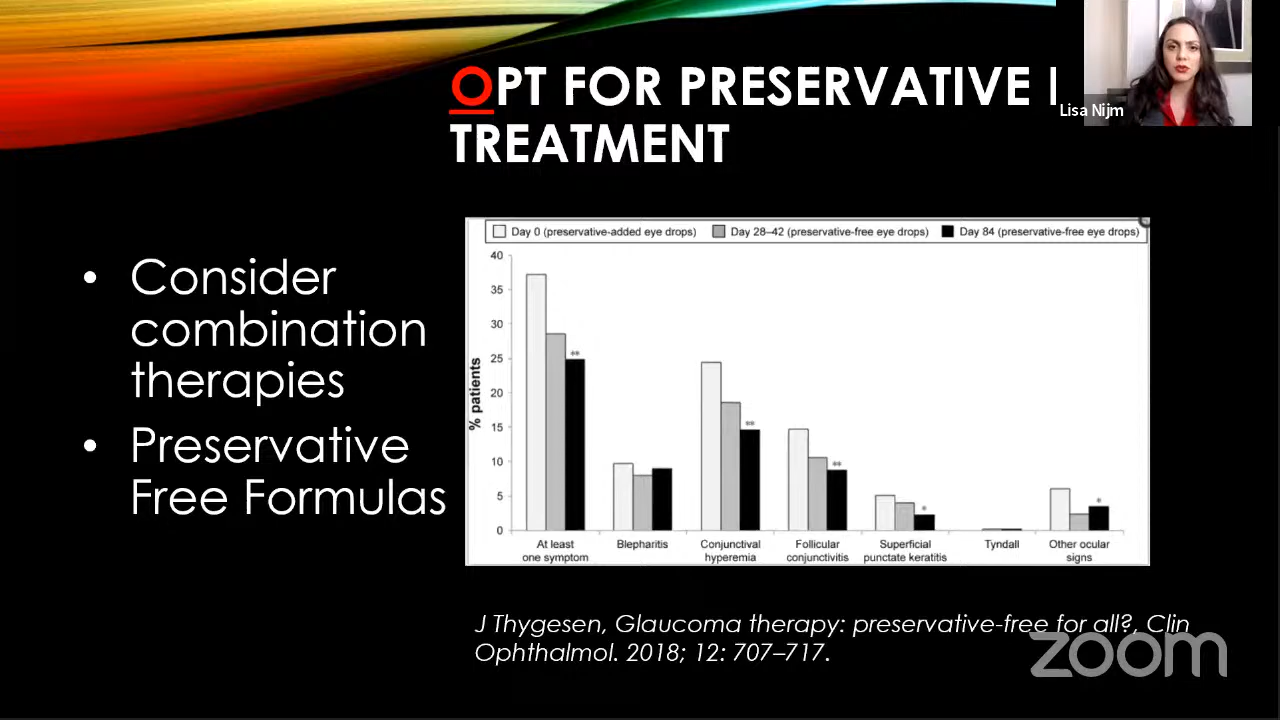 OPT FOR PRESERVATIVE
TREATMENT
Lisa Nijm
• Consider
combination
therapies
• Preservative
Free Formulas
Day 0 (preservative-added eye drops)
Day 28–42 (preservative-free eye drops)
Day 84 (preservative-free eye drops)
% patients
40
35
30
25
20
15
10
5
0
**
**
**
*
*
At least
one symptom
Blepharitis
Conjunctival
hyperemia
Follicular
conjunctivitis
Superficial
punctate keratitis
Tyndall
Other ocular
signs
J Thygesen, Glaucoma therapy: preservative-free for all?, Clin
Ophthalmol. 2018; 12: 707–717.
zoom